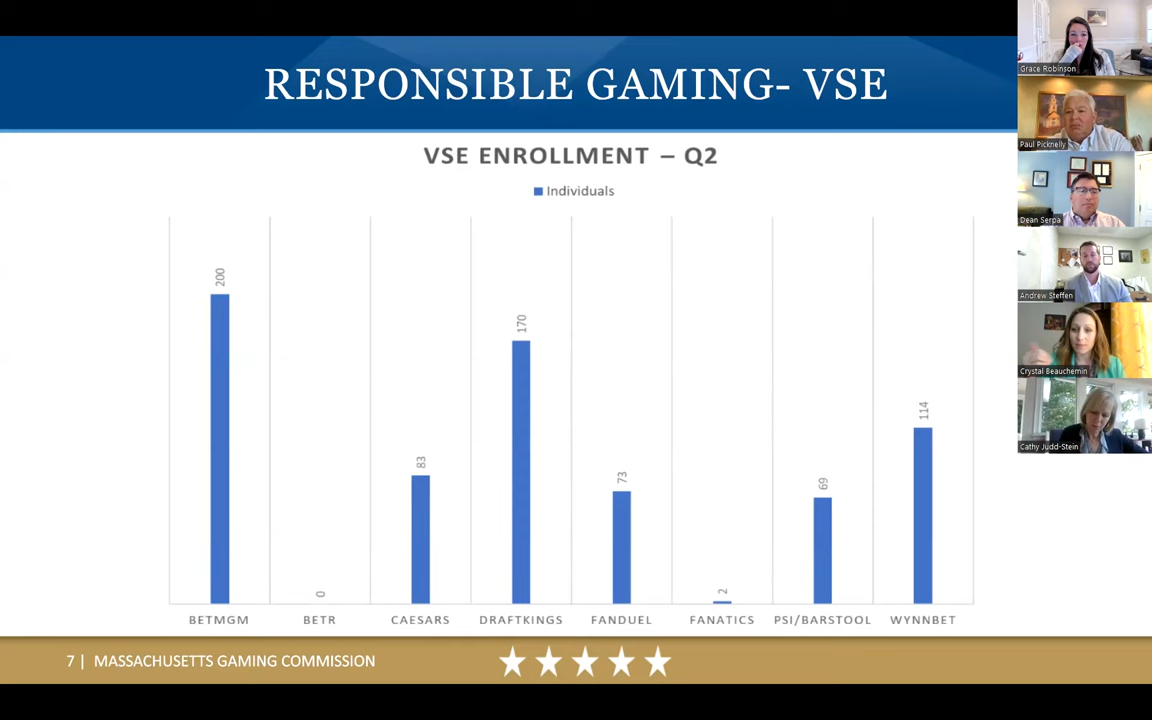 RESPONSIBLE GAMING- VSE
VSE ENROLLMENT – Q2
Individuals
200
0
83
170
73
2
69
114
BETMGM
BETR
CAESARS
DRAFTKINGS
FANDUEL
FANATICS
PSI/BARSTOOL
WYNNBET
7 | MASSACHUSETTS GAMING COMMISSION
Grace Robinson
Paul Picknelly
Dean Serpa
Andrew Steffen
Crystal Beauchemin
Cathy Judd-Stein